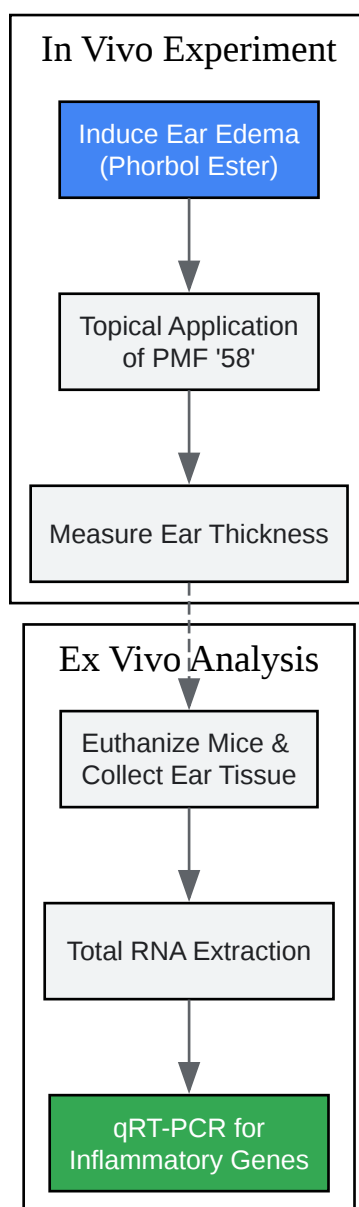 In Vivo Experiment
Induce Ear Edema
(Phorbol Ester)
Topical Application
of PMF '58'
Measure Ear Thickness
Ex Vivo Analysis
Euthanize Mice &
Collect Ear Tissue
Total RNA Extraction
qRT-PCR for
Inflammatory Genes